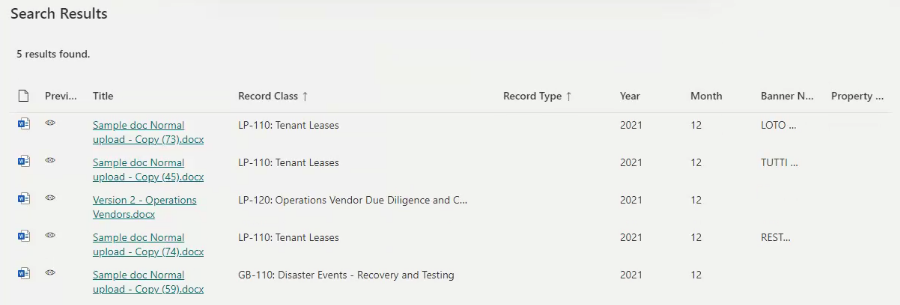 Search Results
5 results found.
Previ... Title Record Class ↑ Record Type ↑ Year Month Banner N... Property ...
Sample doc Normal LP-110: Tenant Leases 2021 12 LOTO ...
upload - Copy (73).docx
Sample doc Normal LP-110: Tenant Leases 2021 12 TUTTI ...
upload - Copy (45).docx
Version 2 - Operations LP-120: Operations Vendor Due Diligence and C... 2021 12
Vendors.docx
Sample doc Normal LP-110: Tenant Leases 2021 12 REST...
upload - Copy (74).docx
Sample doc Normal GB-110: Disaster Events - Recovery and Testing 2021 12
upload - Copy (59).docx